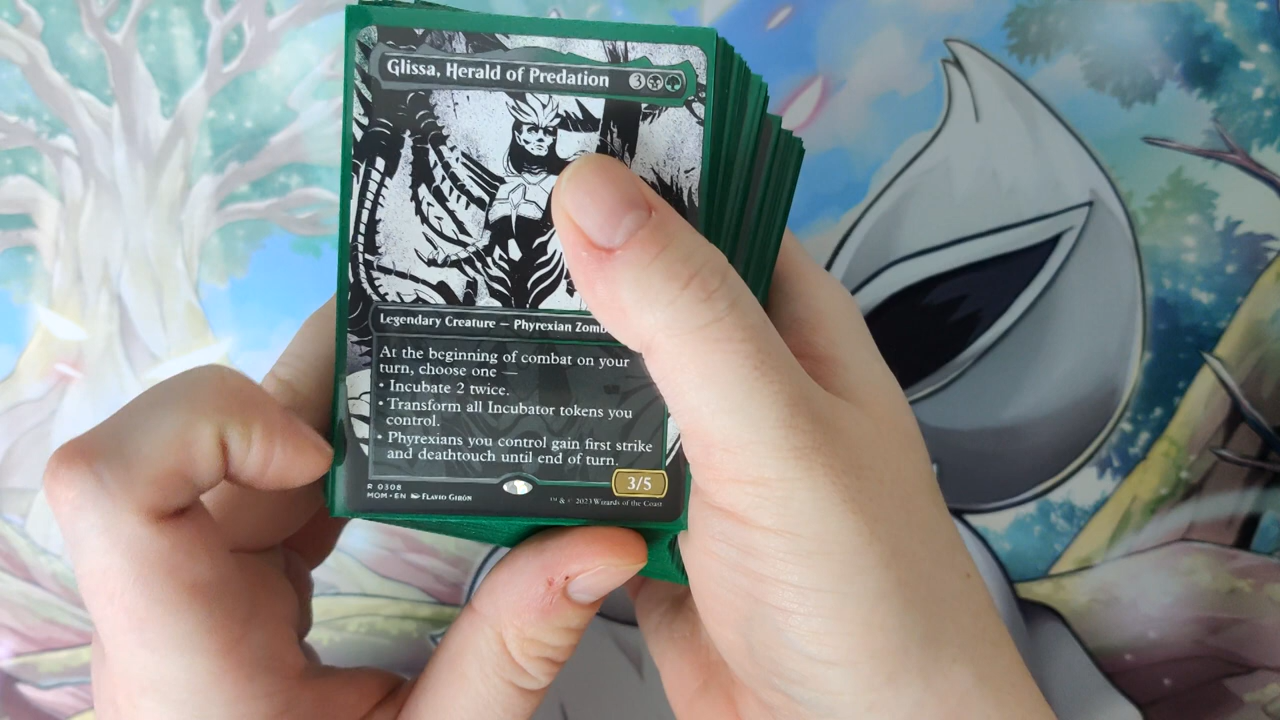 Glissa, Herald of Predation 3
Legendary Creature — Phyrexian
At the beginning of combat on your
turn, choose one —
• Incubate 2 twice.
• Transform all Incubator tokens you
control.
• Phyrexians you control gain first strike
and deathtouch until end of turn.
3/5
R 0308
MOM • EN Flavio Girón
™ & © 2023 Wizards of the Coast